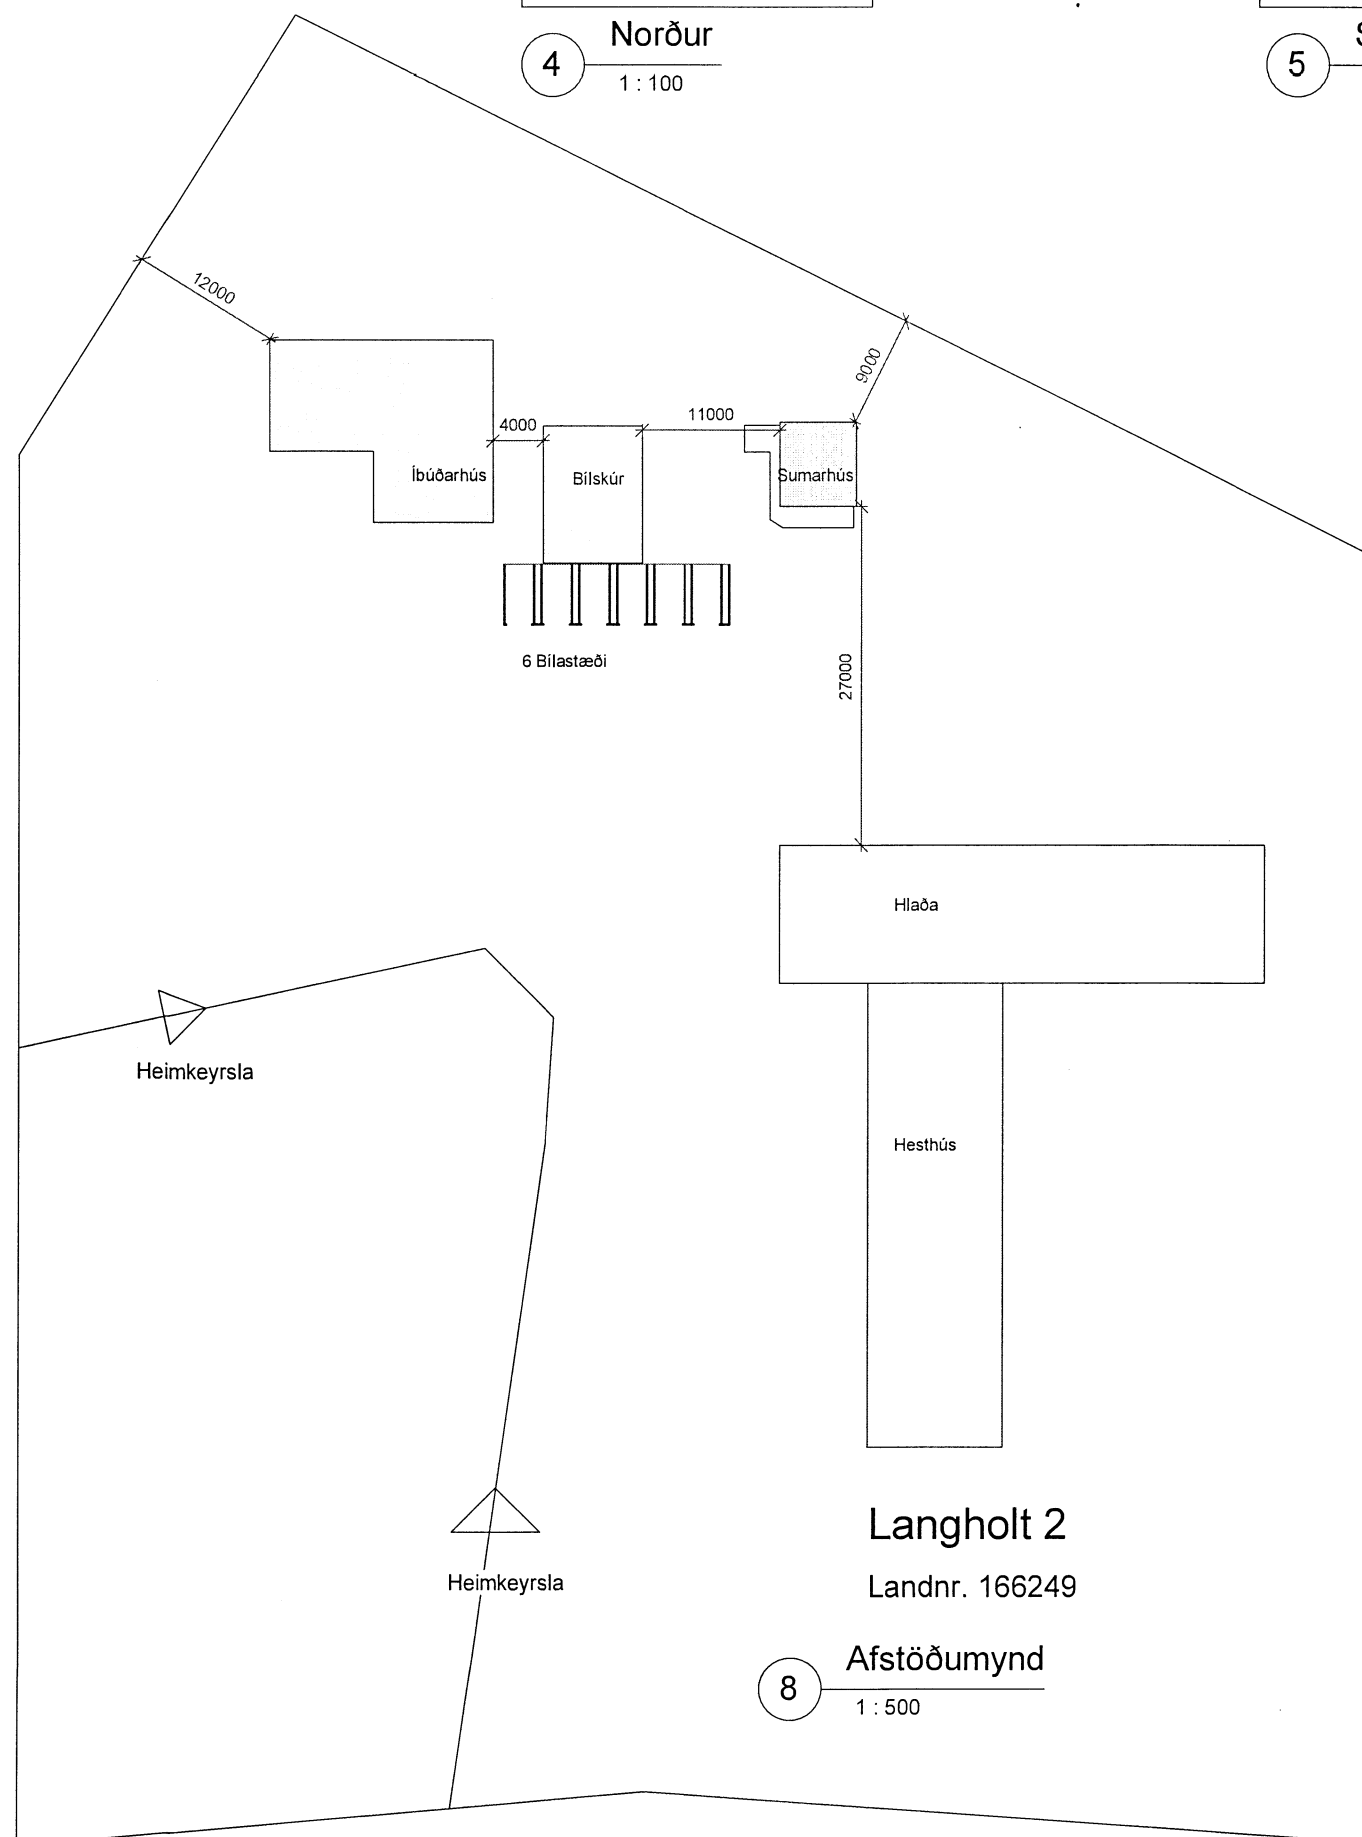 Norður
4
1 : 100
5
12000
9000
11000
4000
Íbúðarhús
Bílskúr
Sumarhús
6 Bílastæði
27000
Hlaða
Heimkeyrsla
Hesthús
Langholt 2
Heimkeyrsla
Landnr. 166249
Afstöðumynd
8
1 : 500